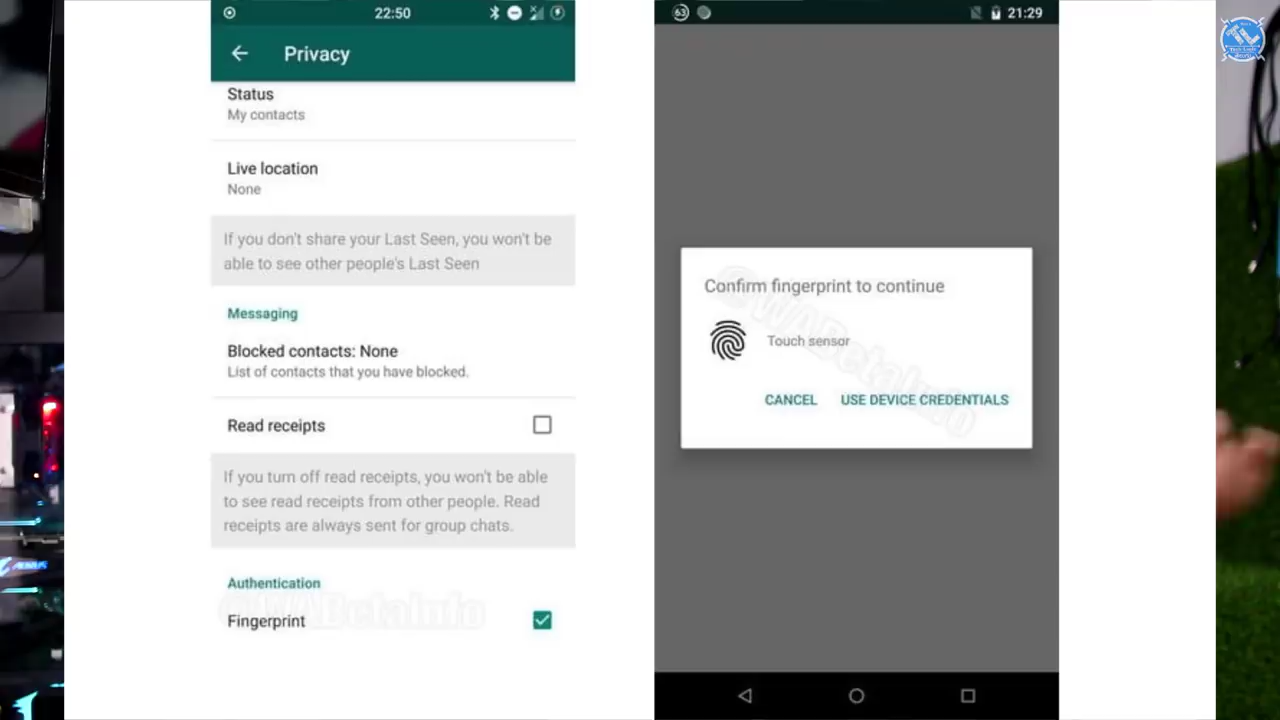 22:50
Privacy
Status
My contacts
Live location
None
If you don't share your Last Seen, you won't be
able to see other people's Last Seen
Messaging
Blocked contacts: None
List of contacts that you have blocked.
Read receipts
If you turn off read receipts, you won't be able
to see read receipts from other people. Read
receipts are always sent for group chats.
Authentication
@WABetaInfo
Fingerprint
63
21:29
Confirm fingerprint to continue
Touch sensor
CANCEL USE DEVICE CREDENTIALS
@WABetaInfo